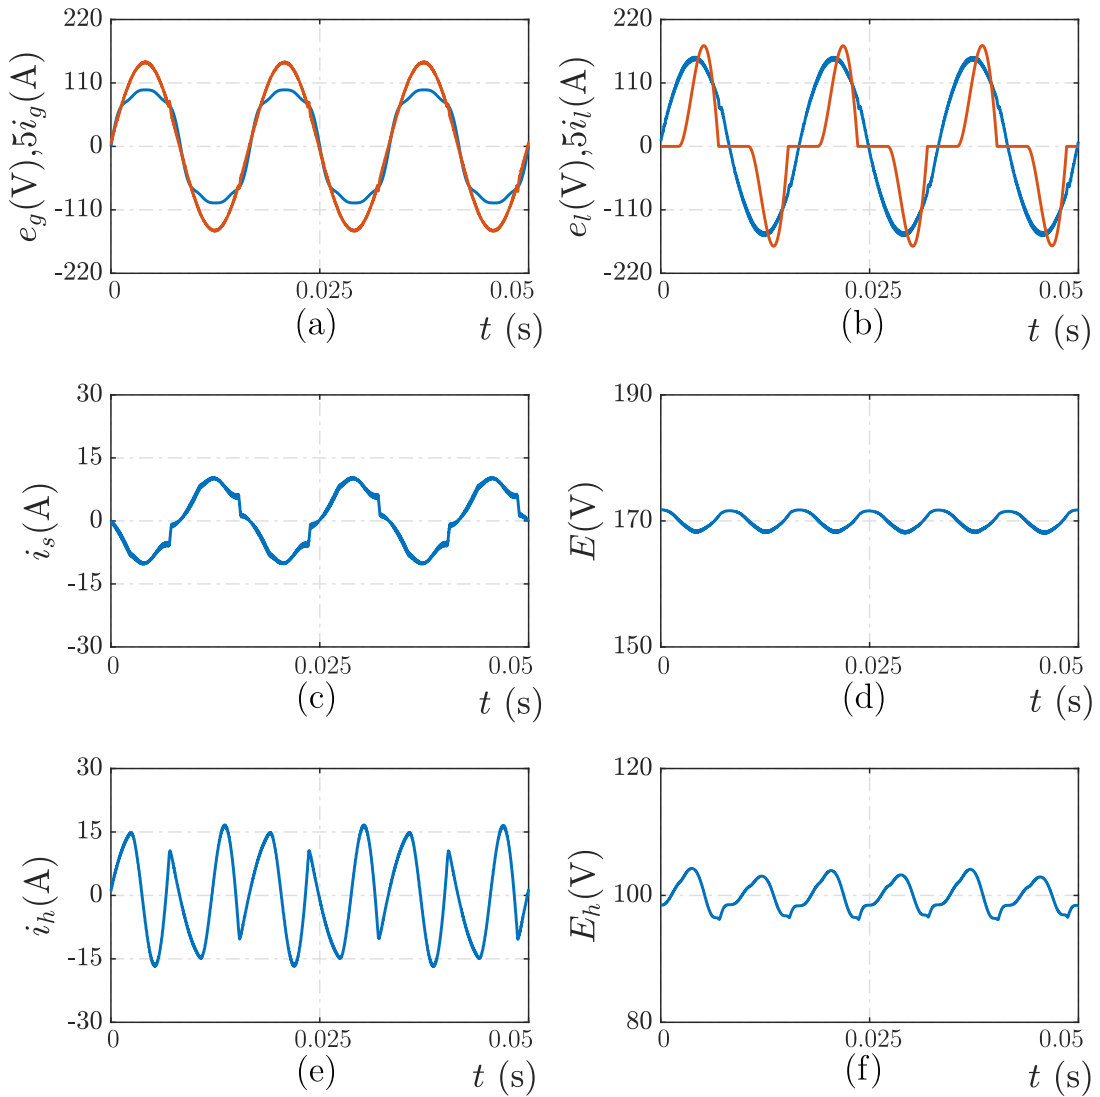 220
110
0
-110
-220
e_g(V),5i_g(A)
0
0.025
0.05
(a)
t (s)
220
110
0
-110
-220
e_l(V),5i_l(A)
0
0.025
0.05
(b)
t (s)
30
15
0
-15
-30
i_s(A)
0
0.025
0.05
(c)
t (s)
190
170
150
E(V)
0
0.025
0.05
(d)
t (s)
30
15
0
-15
-30
i_h(A)
0
0.025
0.05
(e)
t (s)
120
100
80
E_h(V)
0
0.025
0.05
(f)
t (s)